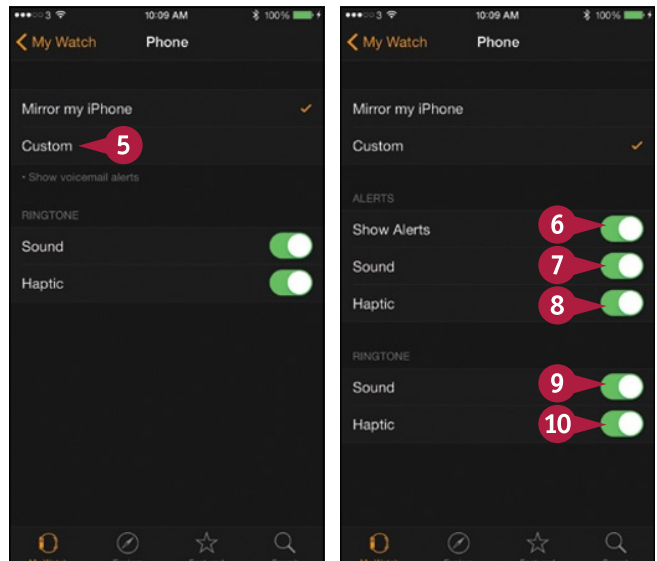 3 10:09 AM 100%
My Watch Phone
Mirror my iPhone
Custom 5
• Show voicemail alerts
RINGTONE
Sound
Haptic
3 10:09 AM 100%
My Watch Phone
Mirror my iPhone
Custom
ALERTS
Show Alerts 6
Sound 7
Haptic 8
RINGTONE
Sound 9
Haptic 10